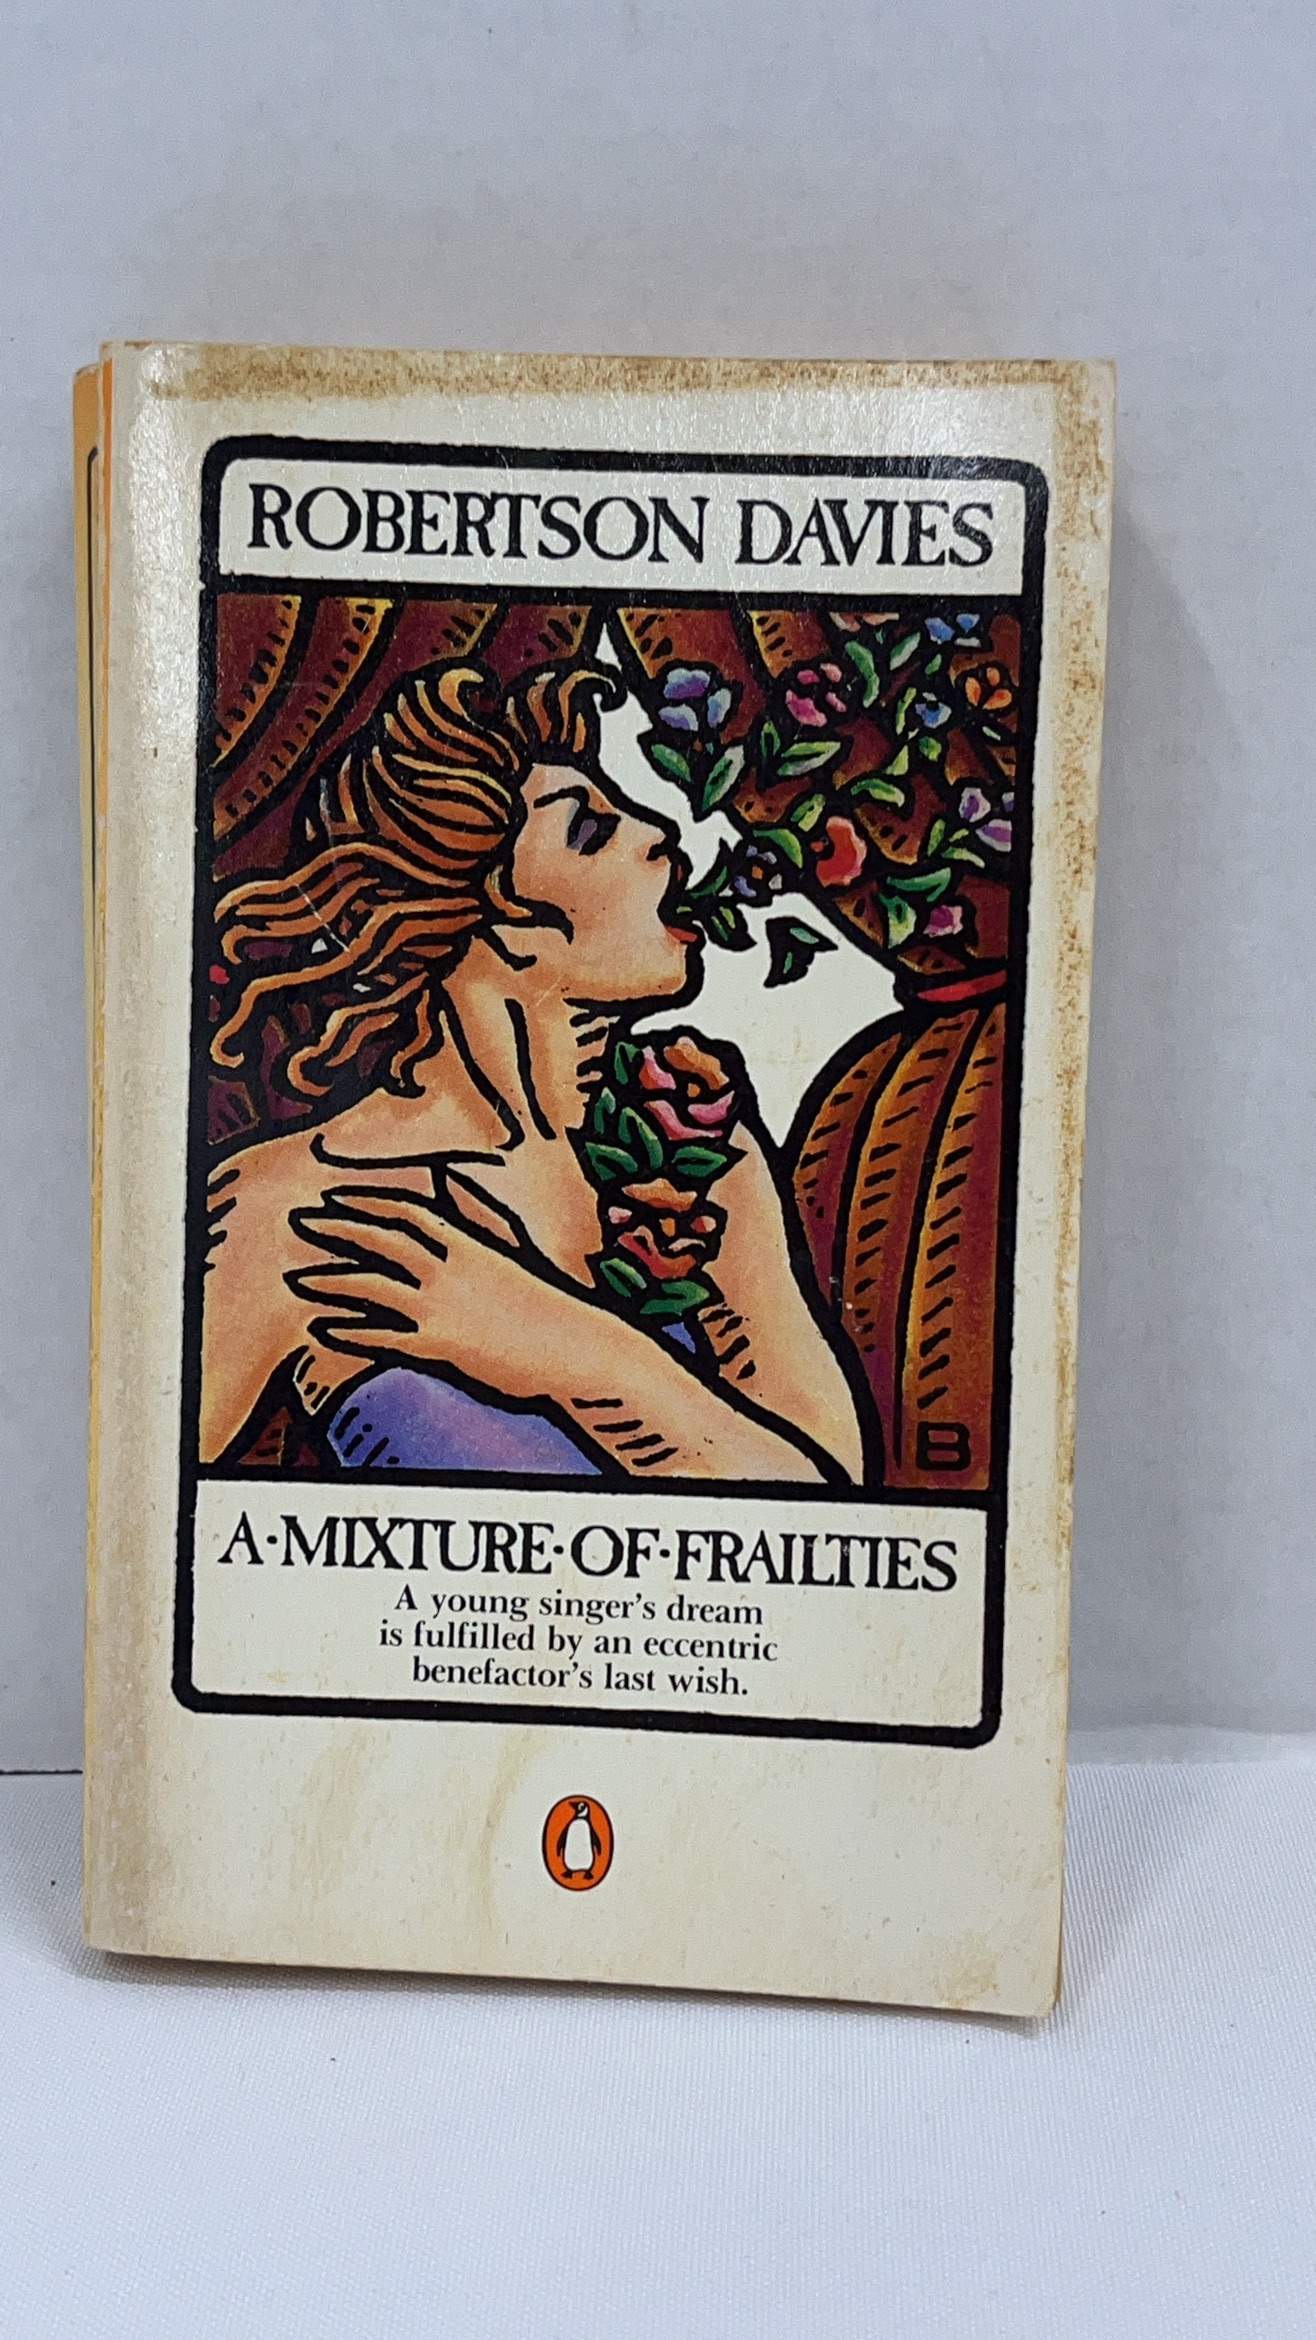 ROBERTSON DAVIES
B
A·MIXTURE·OF·FRAILTIES
A young singer's dream
is fulfilled by an eccentric
benefactor's last wish.